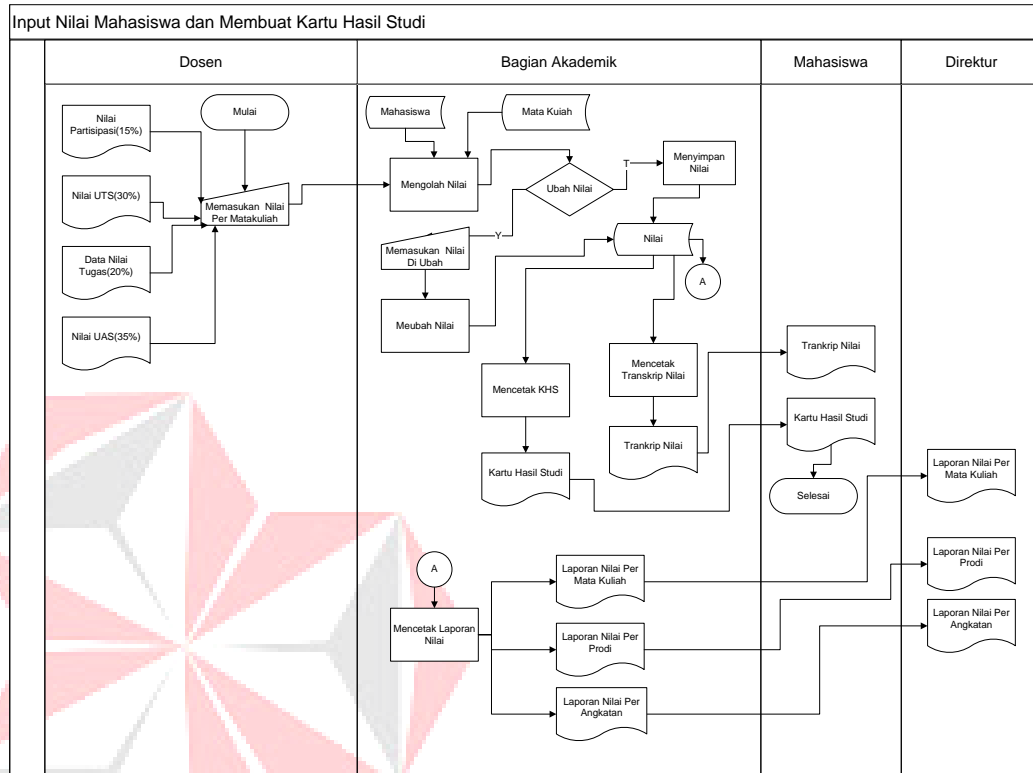 Input Nilai Mahasiswa dan Membuat Kartu Hasil Studi
Dosen
Bagian Akademik
Mahasiswa
Direktur
Nilai
Partisipasi(15%)
Mulai
Nilai UTS(30%)
Memasukan Nilai
Per Matakuliah
Data Nilai
Tugas(20%)
Nilai UAS(35%)
Mahasiswa
Mata Kuiah
Mengolah Nilai
Ubah Nilai
T
Menyimpan
Nilai
Y
Memasukan Nilai
Di Ubah
Nilai
A
Meubah Nilai
Mencetak KHS
Mencetak
Transkrip Nilai
Kartu Hasil Studi
Trankrip Nilai
Trankrip Nilai
Kartu Hasil Studi
Selesai
A
Mencetak Laporan
Nilai
Laporan Nilai Per
Mata Kuliah
Laporan Nilai Per
Prodi
Laporan Nilai Per
Angkatan
Laporan Nilai Per
Mata Kuliah
Laporan Nilai Per
Prodi
Laporan Nilai Per
Angkatan